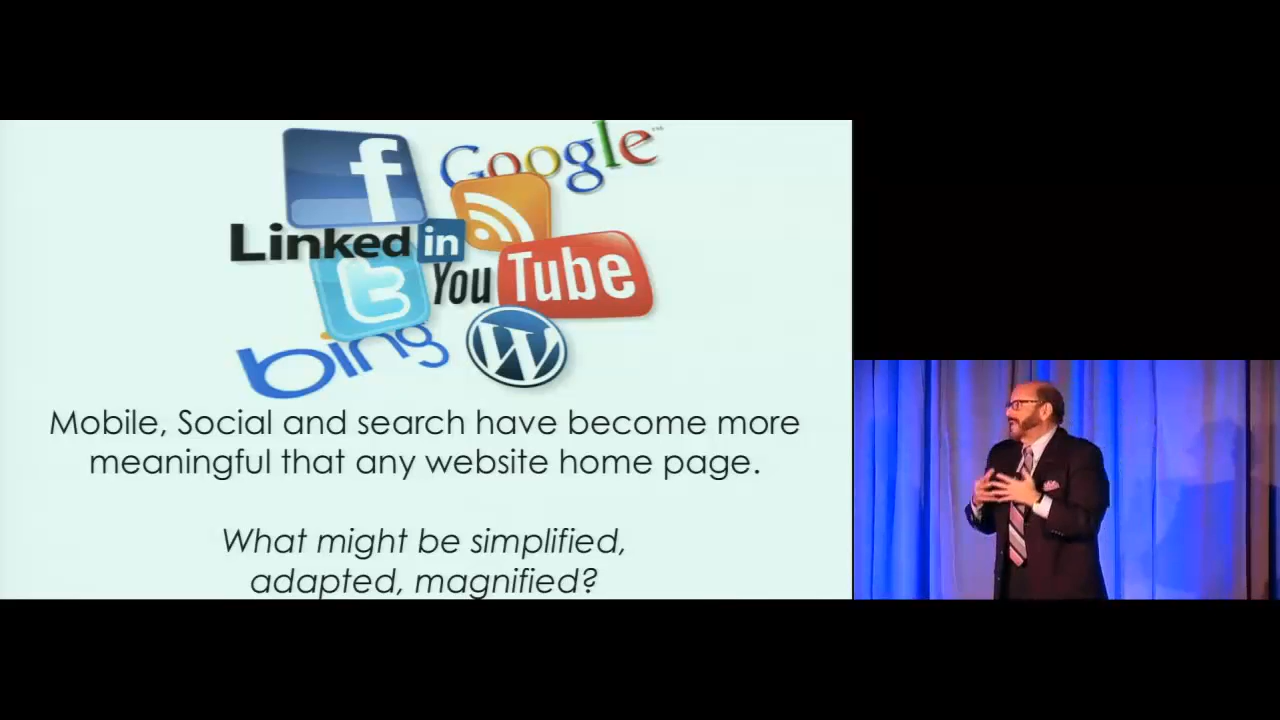 f
Google™
Linked in
You Tube
t
bing
W
Mobile, Social and search have become more
meaningful that any website home page.
What might be simplified,
adapted, magnified?